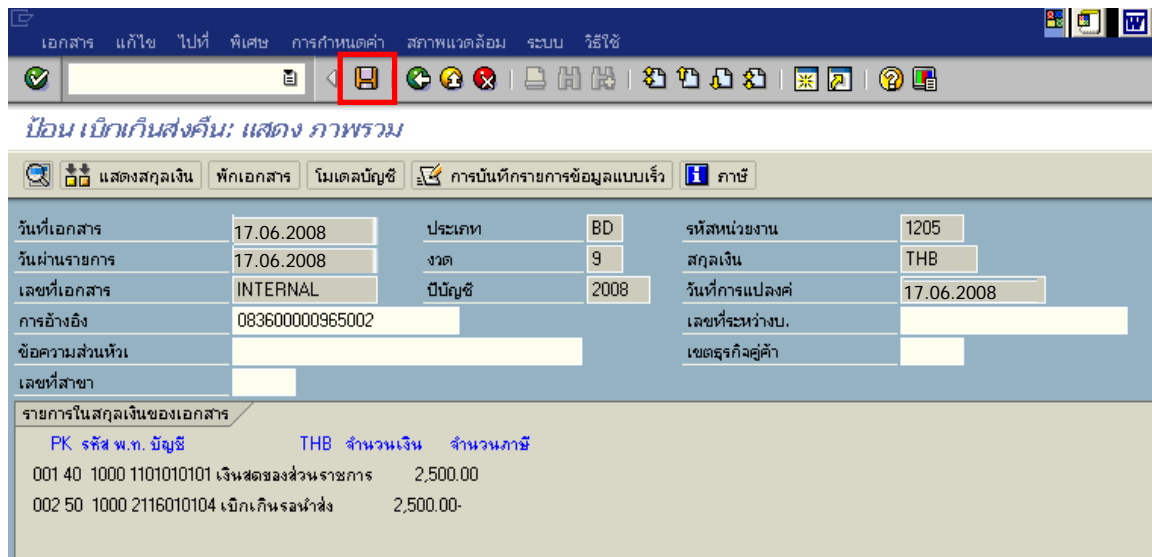 เอกสาร แก้ไข ไปที่ พิเศษ การกำหนดค่า สภาพแวดล้อม ระบบ วิธีใช้
ป้อน เบิกเกินส่งคืน: แสดง ภาพรวม
แสดงสกุลเงิน พักเอกสาร โมเดลบัญชี การบันทึกรายการข้อมูลแบบเร็ว ภาษี
วันที่เอกสาร 17.06.2008 ประเภท BD รหัสหน่วยงาน 1205
วันผ่านรายการ 17.06.2008 งวด 9 สกุลเงิน THB
เลขที่เอกสาร INTERNAL ปีบัญชี 2008 วันที่การแปลงค่ 17.06.2008
การอ้างอิง 083600000965002 เลขที่ระหว่างบ.
ข้อความส่วนหัวเ เขตธุรกิจคู่ค้า
เลขที่สาขา
รายการในสกุลเงินของเอกสาร
PK รหัส พ.ท. บัญชี THB จำนวนเงิน จำนวนภาษี
001 40 1000 1101010101 เงินสดของส่วนราชการ 2,500.00
002 50 1000 2116010104 เบิกเกินรอนำส่ง 2,500.00-